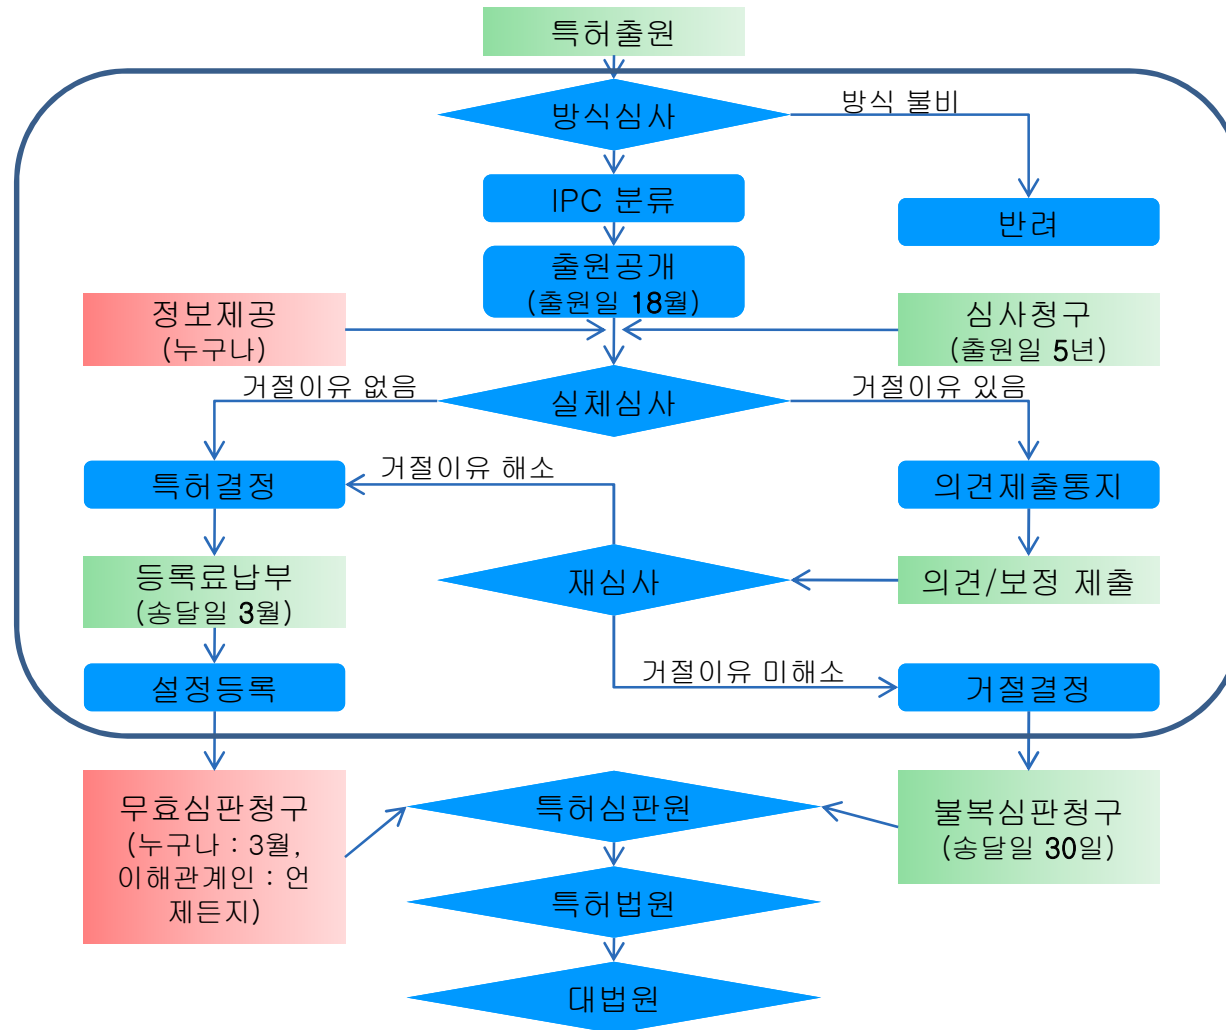 특허출원
방식심사
방식 불비
IPC 분류
반려
출원공개
(출원일 18월)
정보제공
(누구나)
심사청구
(출원일 5년)
거절이유 없음
실체심사
거절이유 있음
특허결정
거절이유 해소
의견제출통지
등록료납부
(송달일 3월)
재심사
의견/보정 제출
설정등록
거절이유 미해소
거절결정
무효심판청구
(누구나 : 3월,
이해관계인 : 언
제든지)
특허심판원
불복심판청구
(송달일 30일)
특허법원
대법원